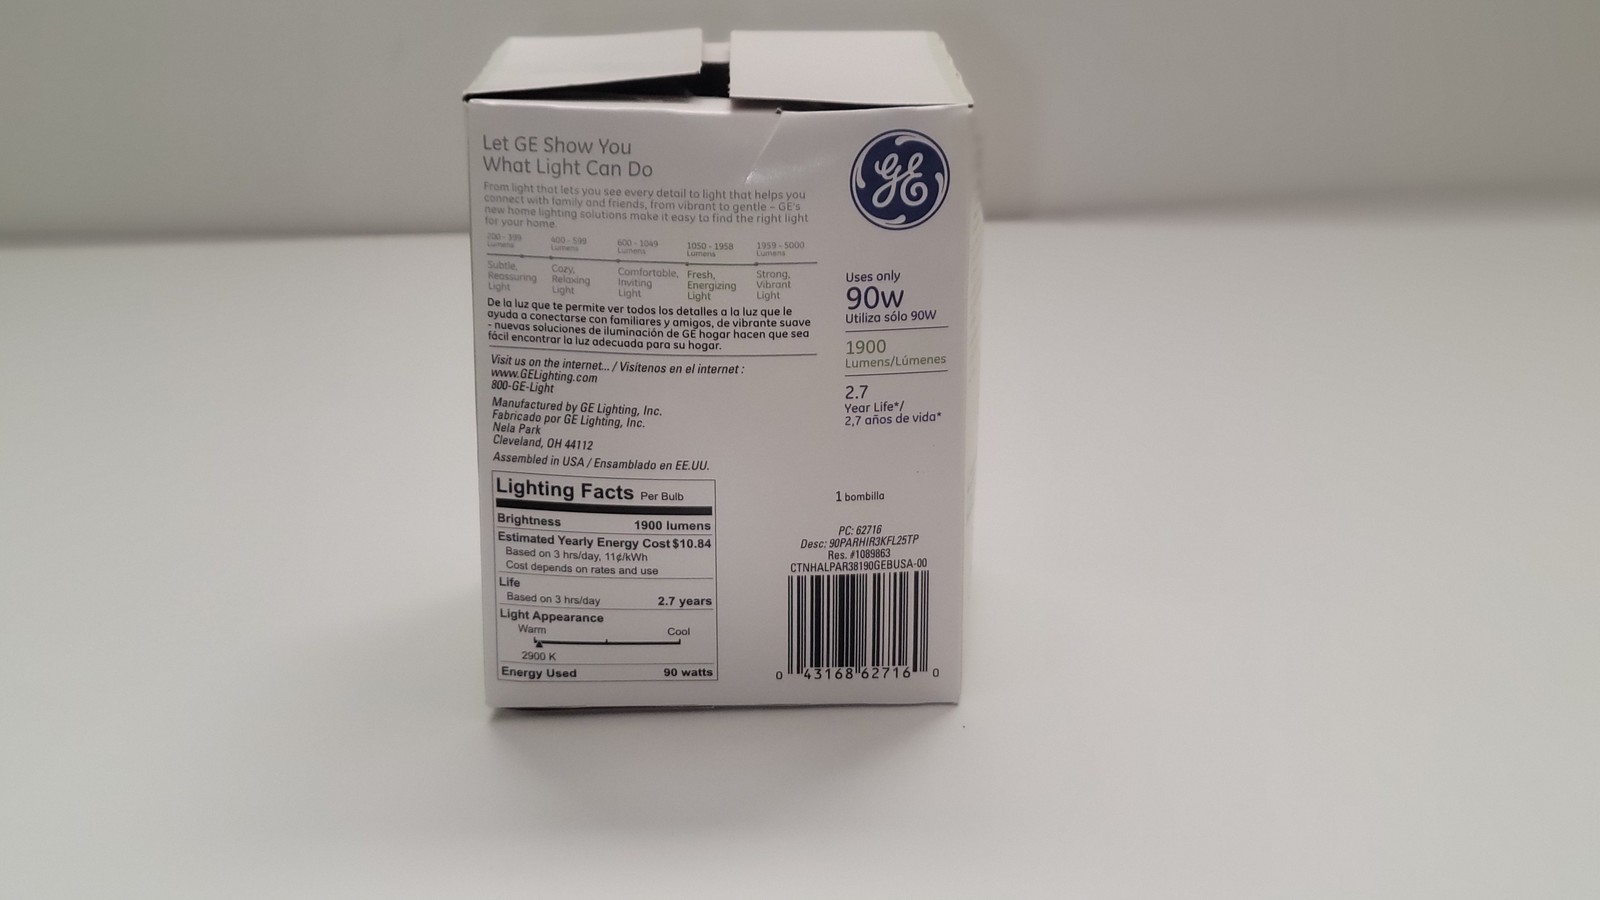 Let GE Show You
What Light Can Do
From light that lets you see every detail to light that helps you
connect with family and friends, from vibrant to gentle – GE's
new home lighting solutions make it easy to find the right light
for your home.
200 - 399
Lumens
400 - 599
Lumens
600 - 1049
Lumens
1050 - 1958
Lumens
1959 - 5000
Lumens
Subtle,
Reassuring
Light
Cozy,
Relaxing
Light
Comfortable,
Inviting
Light
Fresh,
Energizing
Light
Strong,
Vibrant
Light
De la luz que te permite ver todos los detalles a la luz que le
ayuda a conectarse con familiares y amigos, de vibrante suave
- nuevas soluciones de iluminación de GE hogar hacen que sea
fácil encontrar la luz adecuada para su hogar.
Visit us on the internet... / Visítenos en el internet :
www.GELighting.com
800-GE-Light
Manufactured by GE Lighting, Inc.
Fabricado por GE Lighting, Inc.
Nela Park
Cleveland, OH 44112
Assembled in USA / Ensamblado en EE.UU.
Lighting Facts Per Bulb
Brightness 1900 lumens
Estimated Yearly Energy Cost $10.84
Based on 3 hrs/day, 11¢/kWh
Cost depends on rates and use
Life
Based on 3 hrs/day 2.7 years
Light Appearance
Warm Cool
2900 K
Energy Used 90 watts
GE
Uses only
90w
Utiliza sólo 90W
1900
Lumens/Lúmenes
2.7
Year Life*/
2,7 años de vida*
1 bombilla
PC: 62716
Desc: 90PARHIR3KFL25TP
Res. #1089863
CTNHALPAR38190GEBUSA-00
0 43168 62716 0